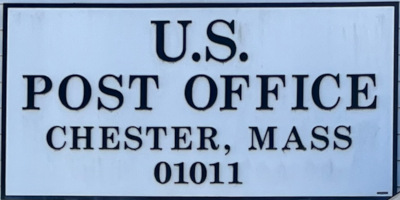 U.S.
POST OFFICE
CHESTER, MASS
01011